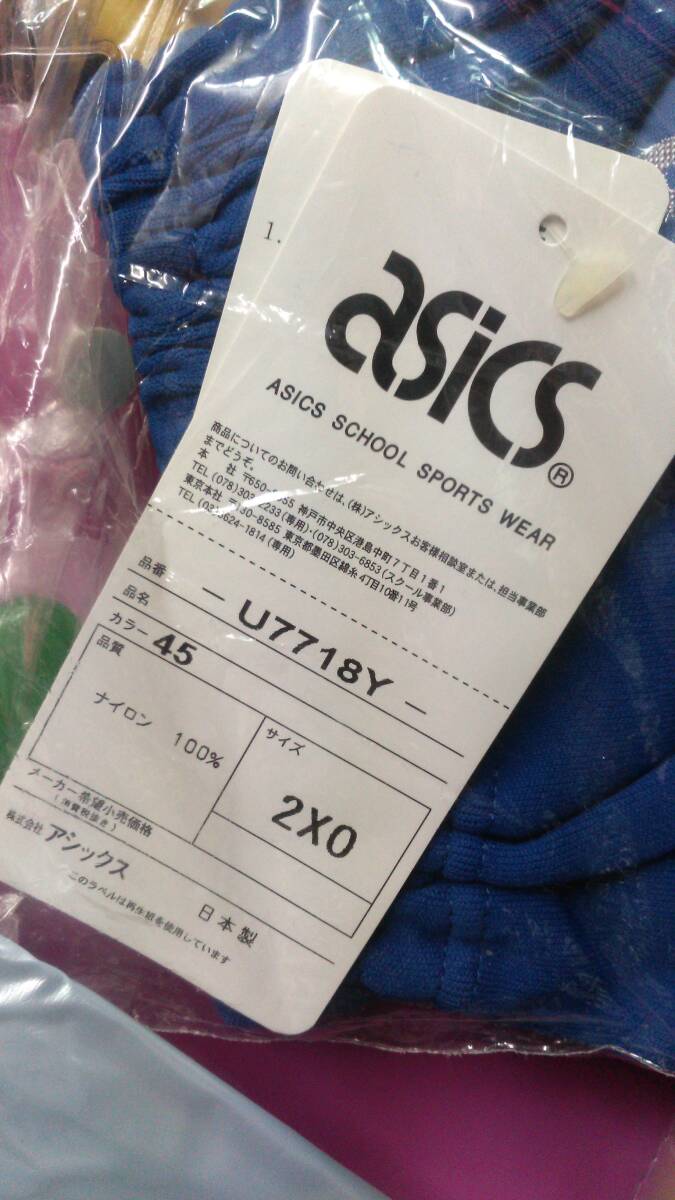 1.
asics®
ASICS SCHOOL SPORTS WEAR
商品についてのお問い合わせは、(株)アシックスお客様相談室または、担当事業部
までどうぞ。
本 社 〒650- 神戸市中央区港島中町7丁目1番1
TEL (078) (専用)・(078)303-6853(スクール事業部)
東京本社 〒130-8585 東京都墨田区錦糸4丁目10番11号
TEL (03) 624-1814(専用)
品番 - U7718Y -
品名
カラー 45
品質
ナイロン 100%
サイズ
2XO
メーカー希望小売価格
(消費税抜き)
株式会社 アシックス
日本製
このラベルは再生紙を使用しています